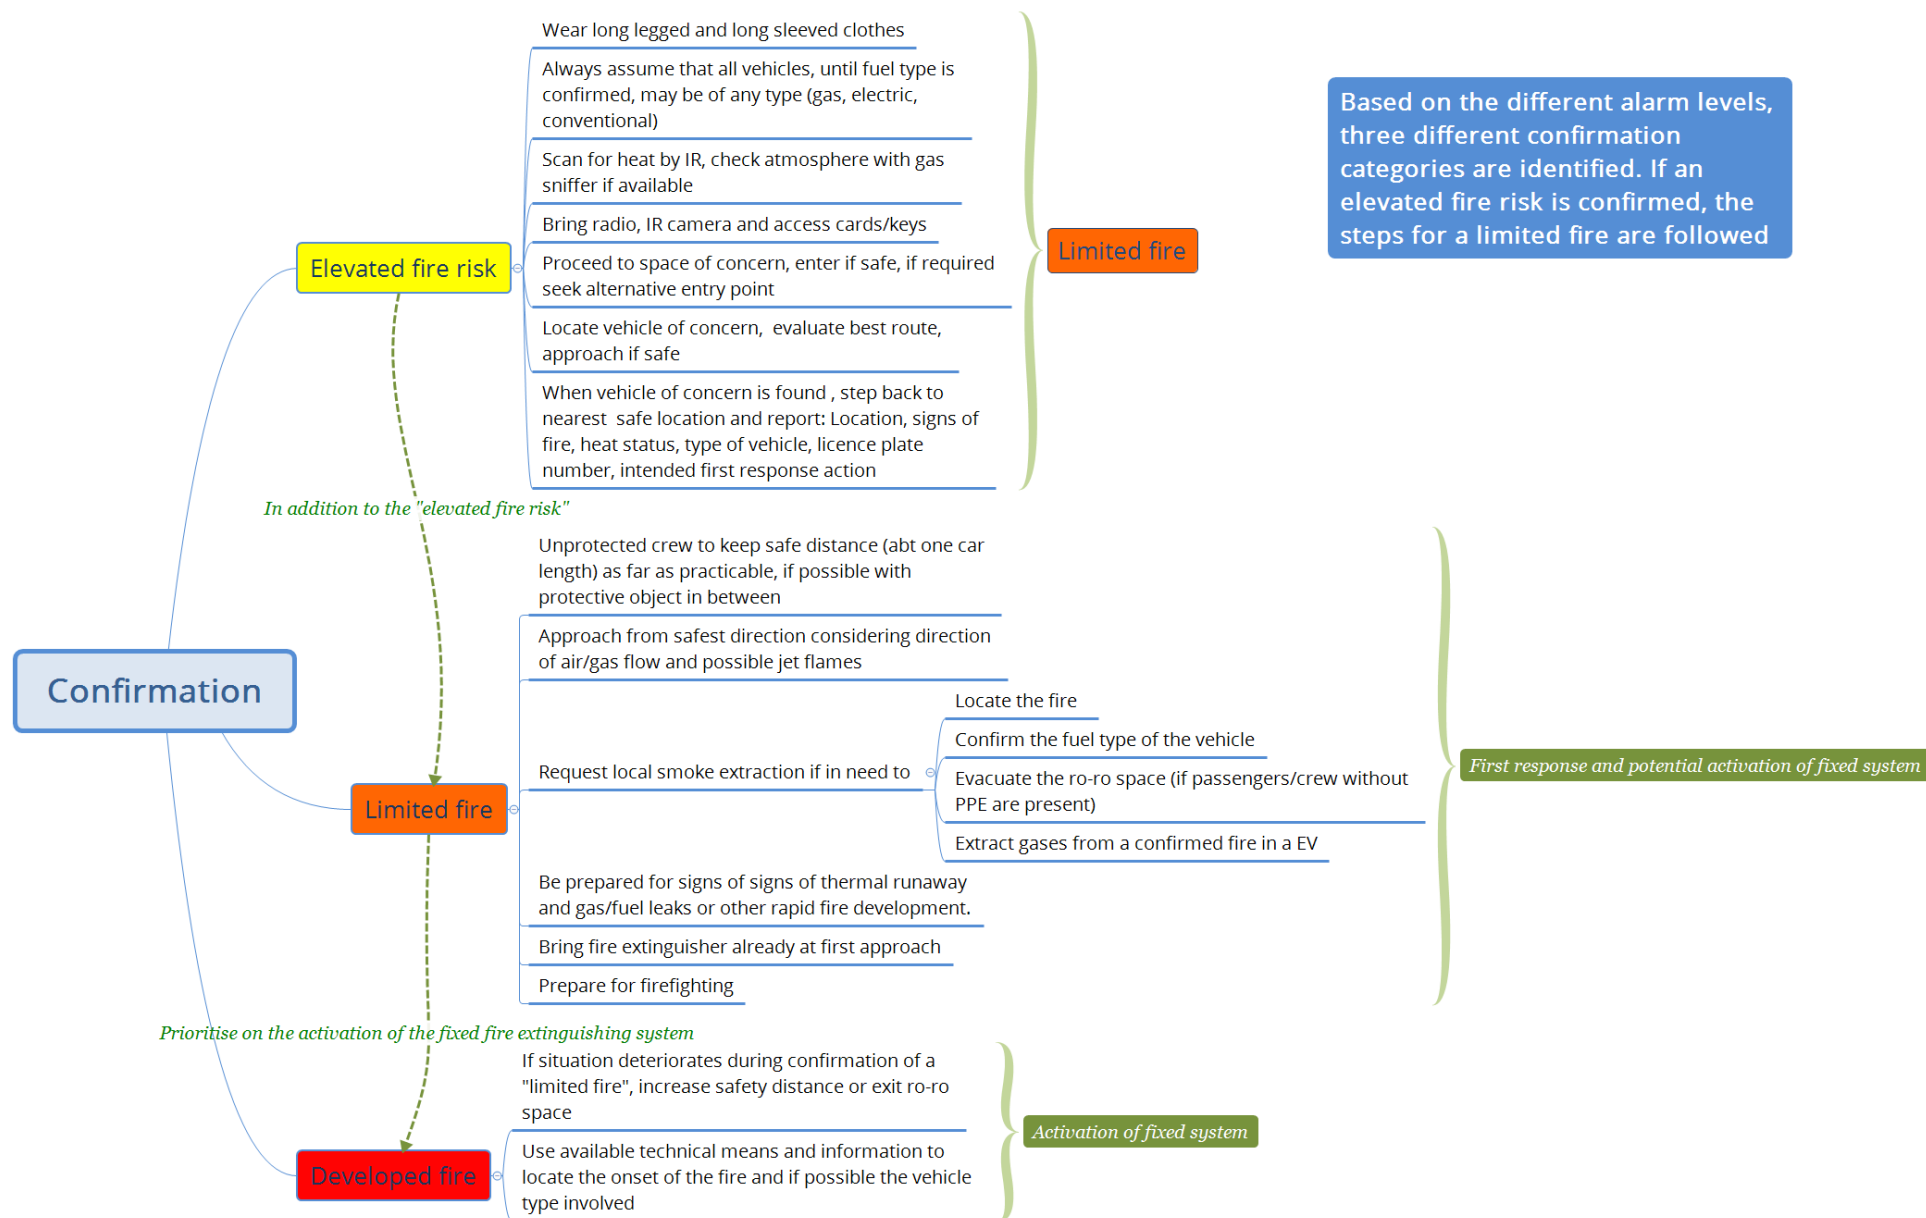 Wear long legged and long sleeved clothes
Always assume that all vehicles, until fuel type is
confirmed, may be of any type (gas, electric,
conventional)
Scan for heat by IR, check atmosphere with gas
sniffer if available
Bring radio, IR camera and access cards/keys
Elevated fire risk
Proceed to space of concern, enter if safe, if required
seek alternative entry point
Locate vehicle of concern,  evaluate best route,
approach if safe
When vehicle of concern is found , step back to
nearest  safe location and report: Location, signs of
fire, heat status, type of vehicle, licence plate
number, intended first response action
Limited fire
Based on the different alarm levels,
three different confirmation
categories are identified. If an
elevated fire risk is confirmed, the
steps for a limited fire are followed
In addition to the "elevated fire risk"
Unprotected crew to keep safe distance (abt one car
length) as far as practicable, if possible with
protective object in between
Approach from safest direction considering direction
of air/gas flow and possible jet flames
Confirmation
Request local smoke extraction if in need to
Locate the fire
Confirm the fuel type of the vehicle
Evacuate the ro-ro space (if passengers/crew without
PPE are present)
Extract gases from a confirmed fire in a EV
First response and potential activation of fixed system
Limited fire
Be prepared for signs of signs of thermal runaway
and gas/fuel leaks or other rapid fire development.
Bring fire extinguisher already at first approach
Prepare for firefighting
Prioritise on the activation of the fixed fire extinguishing system
If situation deteriorates during confirmation of a
"limited fire", increase safety distance or exit ro-ro
space
Activation of fixed system
Developed fire
Use available technical means and information to
locate the onset of the fire and if possible the vehicle
type involved